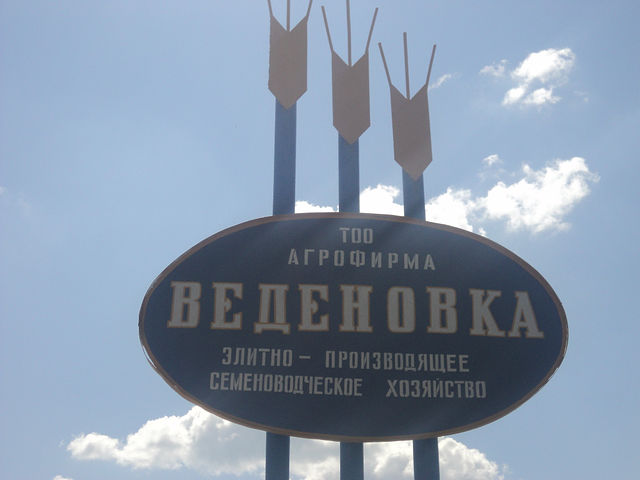 ТОО
АГРОФИРМА
ВЕДЕНОВКА
ЭЛИТНО - ПРОИЗВОДЯЩЕЕ
СЕМЕНОВОДЧЕСКОЕ ХОЗЯЙСТВО